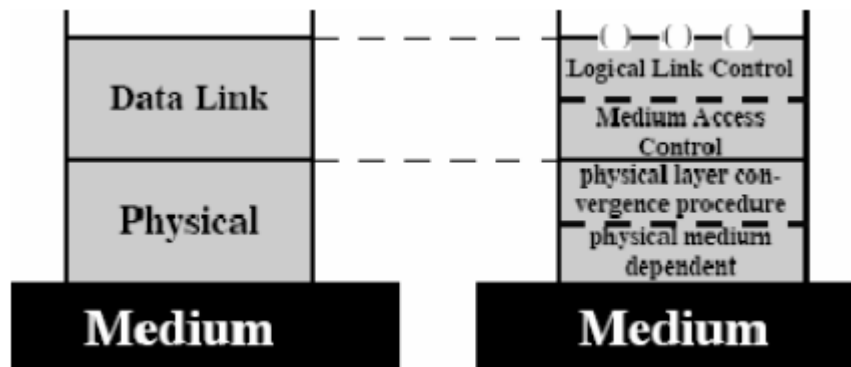 Data Link
Physical
Medium
Logical Link Control
Medium Access
Control
physical layer con-
vergence procedure
physical medium
dependent
Medium